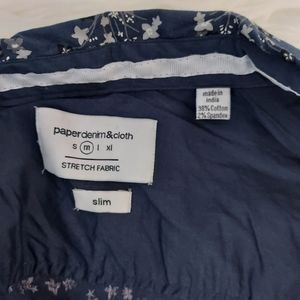 paperdenim&cloth
s m l xl
STRETCH FABRIC
slim
made in
india
98% Cotton
2% Spandex